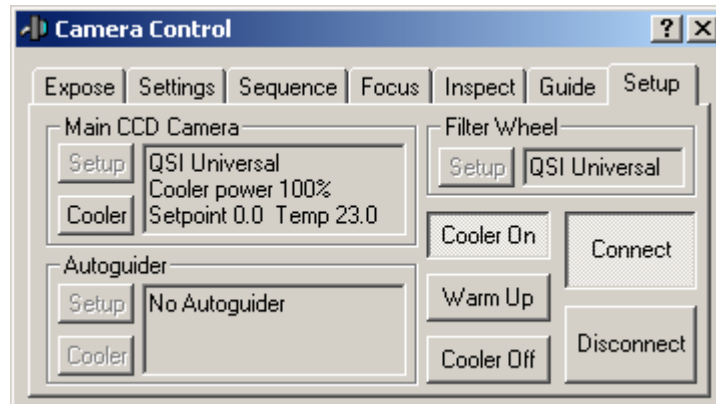 Camera Control
? X
Expose Settings Sequence Focus Inspect Guide Setup
Main CCD Camera
Setup
QSI Universal
Cooler power 100%
Cooler
Setpoint 0.0 Temp 23.0
Filter Wheel
Setup
QSI Universal
Autoguider
Setup
No Autoguider
Cooler
Cooler On
Connect
Warm Up
Cooler Off
Disconnect